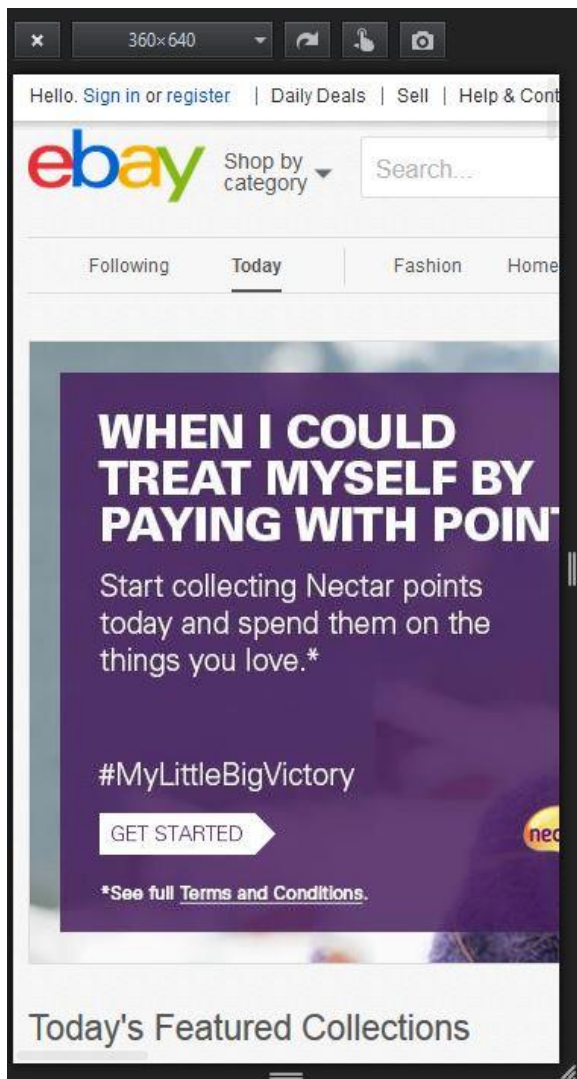 360×640
Hello. Sign in or register | Daily Deals | Sell | Help & Cont
ebay
Shop by
category
Search...
Following Today Fashion Home
WHEN I COULD
TREAT MYSELF BY
PAYING WITH POINT
Start collecting Nectar points
today and spend them on the
things you love.*
#MyLittleBigVictory
GET STARTED
nec
*See full Terms and Conditions.
Today's Featured Collections